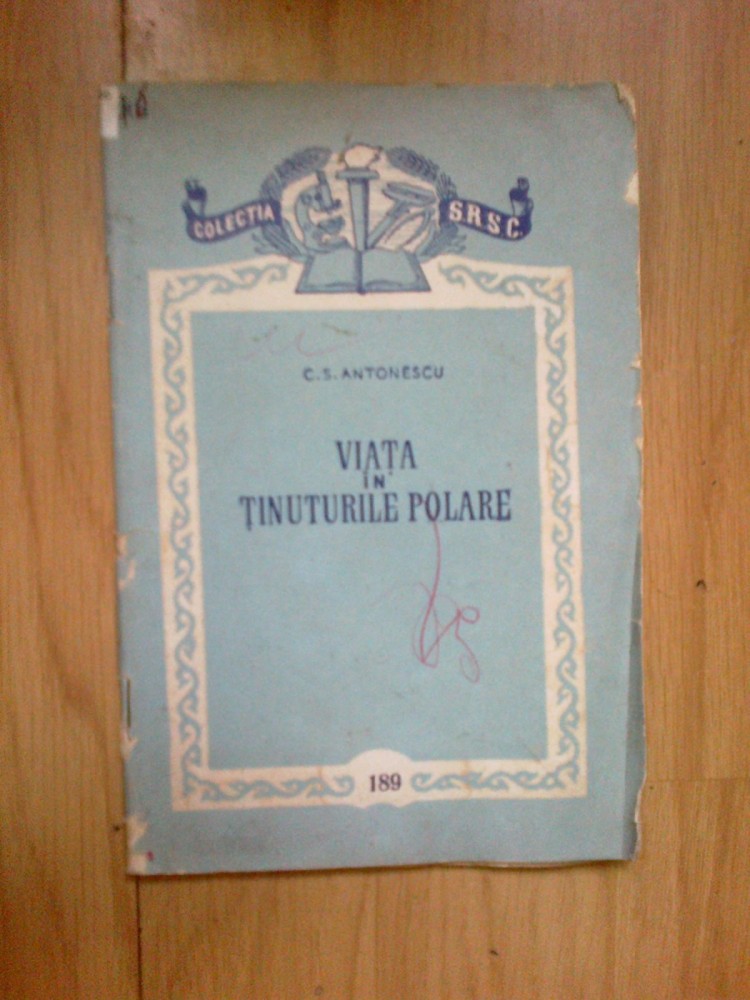 COLECTIA S.R.S.C.
C.S. ANTONESCU
VIAȚA
ÎN
ȚINUTURILE POLARE
189